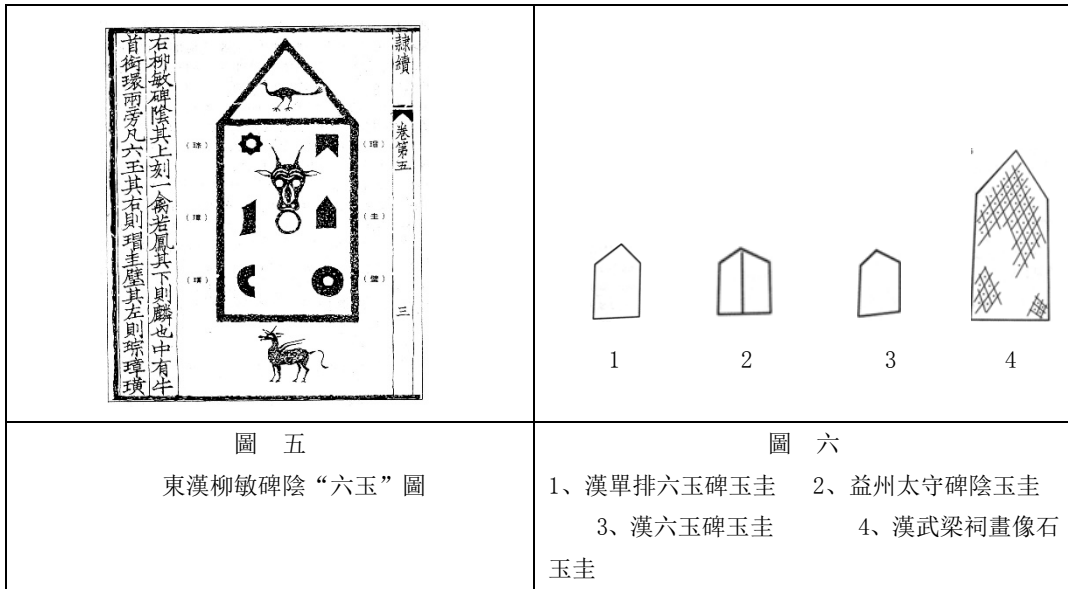 隸續
卷第五
三
右柳敏碑陰其上刻一禽若鳳其下則麟也中有牛
首銜環兩旁凡六玉其右則瑁圭璧其左則琮璋璜
(琮)
(瑁)
(璋)
(圭)
(璜)
(璧)
1 2 3 4
圖 五
東漢柳敏碑陰“六玉”圖
圖 六
1、漢單排六玉碑玉圭 2、益州太守碑陰玉圭
3、漢六玉碑玉圭 4、漢武梁祠畫像石
玉圭